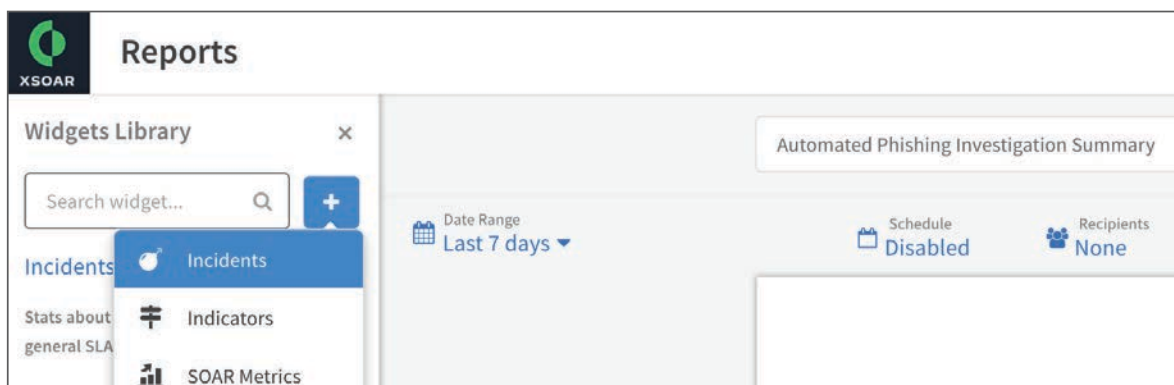 XSOAR
Reports
Widgets Library
Automated Phishing Investigation Summary
Search widget...
Date Range
Last 7 days
Schedule
Disabled
Recipients
None
Incidents
Incidents
Stats about
general SLA
Indicators
SOAR Metrics